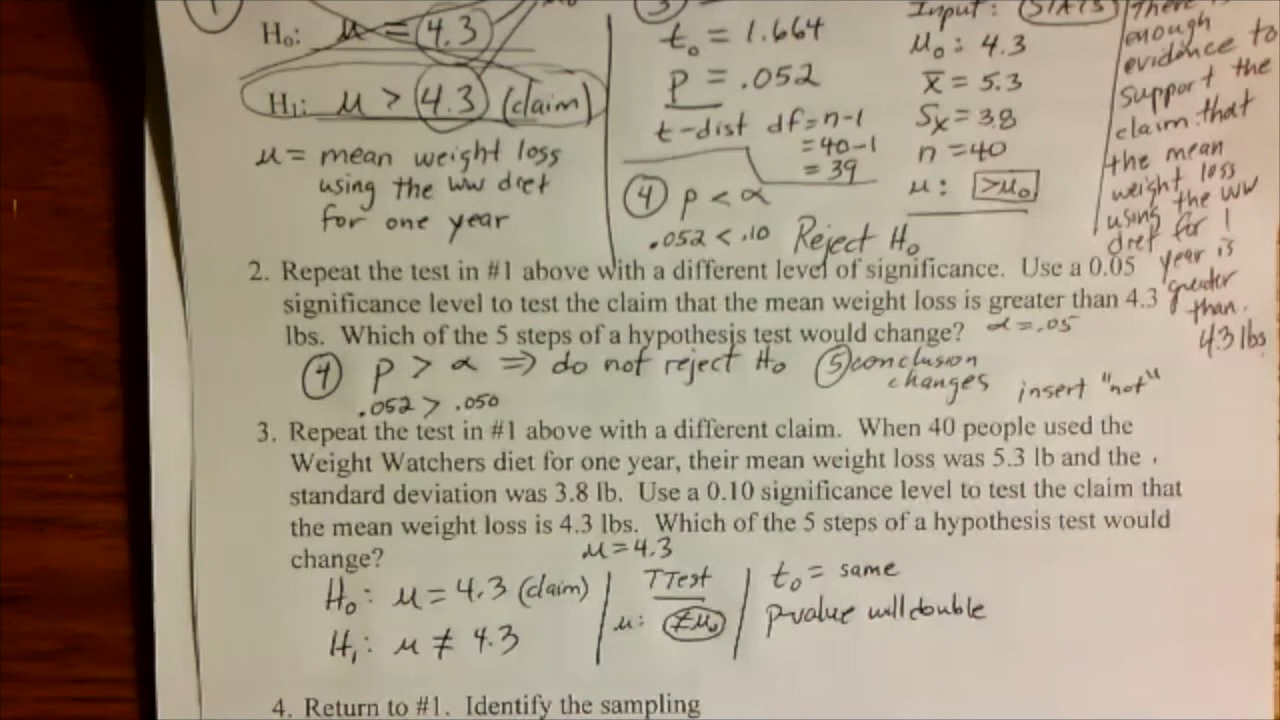 1
H₀: μ = 4.3
H₁: μ > 4.3 (claim)
μ = mean weight loss
using the WW diet
for one year
3
t₀ = 1.664
P = .052
t-dist df = n-1
= 40-1
= 39
4 P < α
.052 < .10 Reject H₀
Input: STATS
μ₀: 4.3
x̄ = 5.3
Sx = 3.8
n = 40
μ: >μ₀
There is
enough
evidence to
support the
claim that
the mean
weight loss
using the WW
diet for 1
year is
greater
than
4.3 lbs
2. Repeat the test in #1 above with a different level of significance. Use a 0.05
significance level to test the claim that the mean weight loss is greater than 4.3
lbs. Which of the 5 steps of a hypothesis test would change? α = .05
4 P > α ⇒ do not reject H₀ 5 conclusion
changes insert "not"
.052 > .050
3. Repeat the test in #1 above with a different claim. When 40 people used the
Weight Watchers diet for one year, their mean weight loss was 5.3 lb and the
standard deviation was 3.8 lb. Use a 0.10 significance level to test the claim that
the mean weight loss is 4.3 lbs. Which of the 5 steps of a hypothesis test would
change? μ = 4.3
H₀: μ = 4.3 (claim)
H₁: μ ≠ 4.3
TTest
μ: ≠μ₀
t₀ = same
P-value will double
4. Return to #1. Identify the sampling